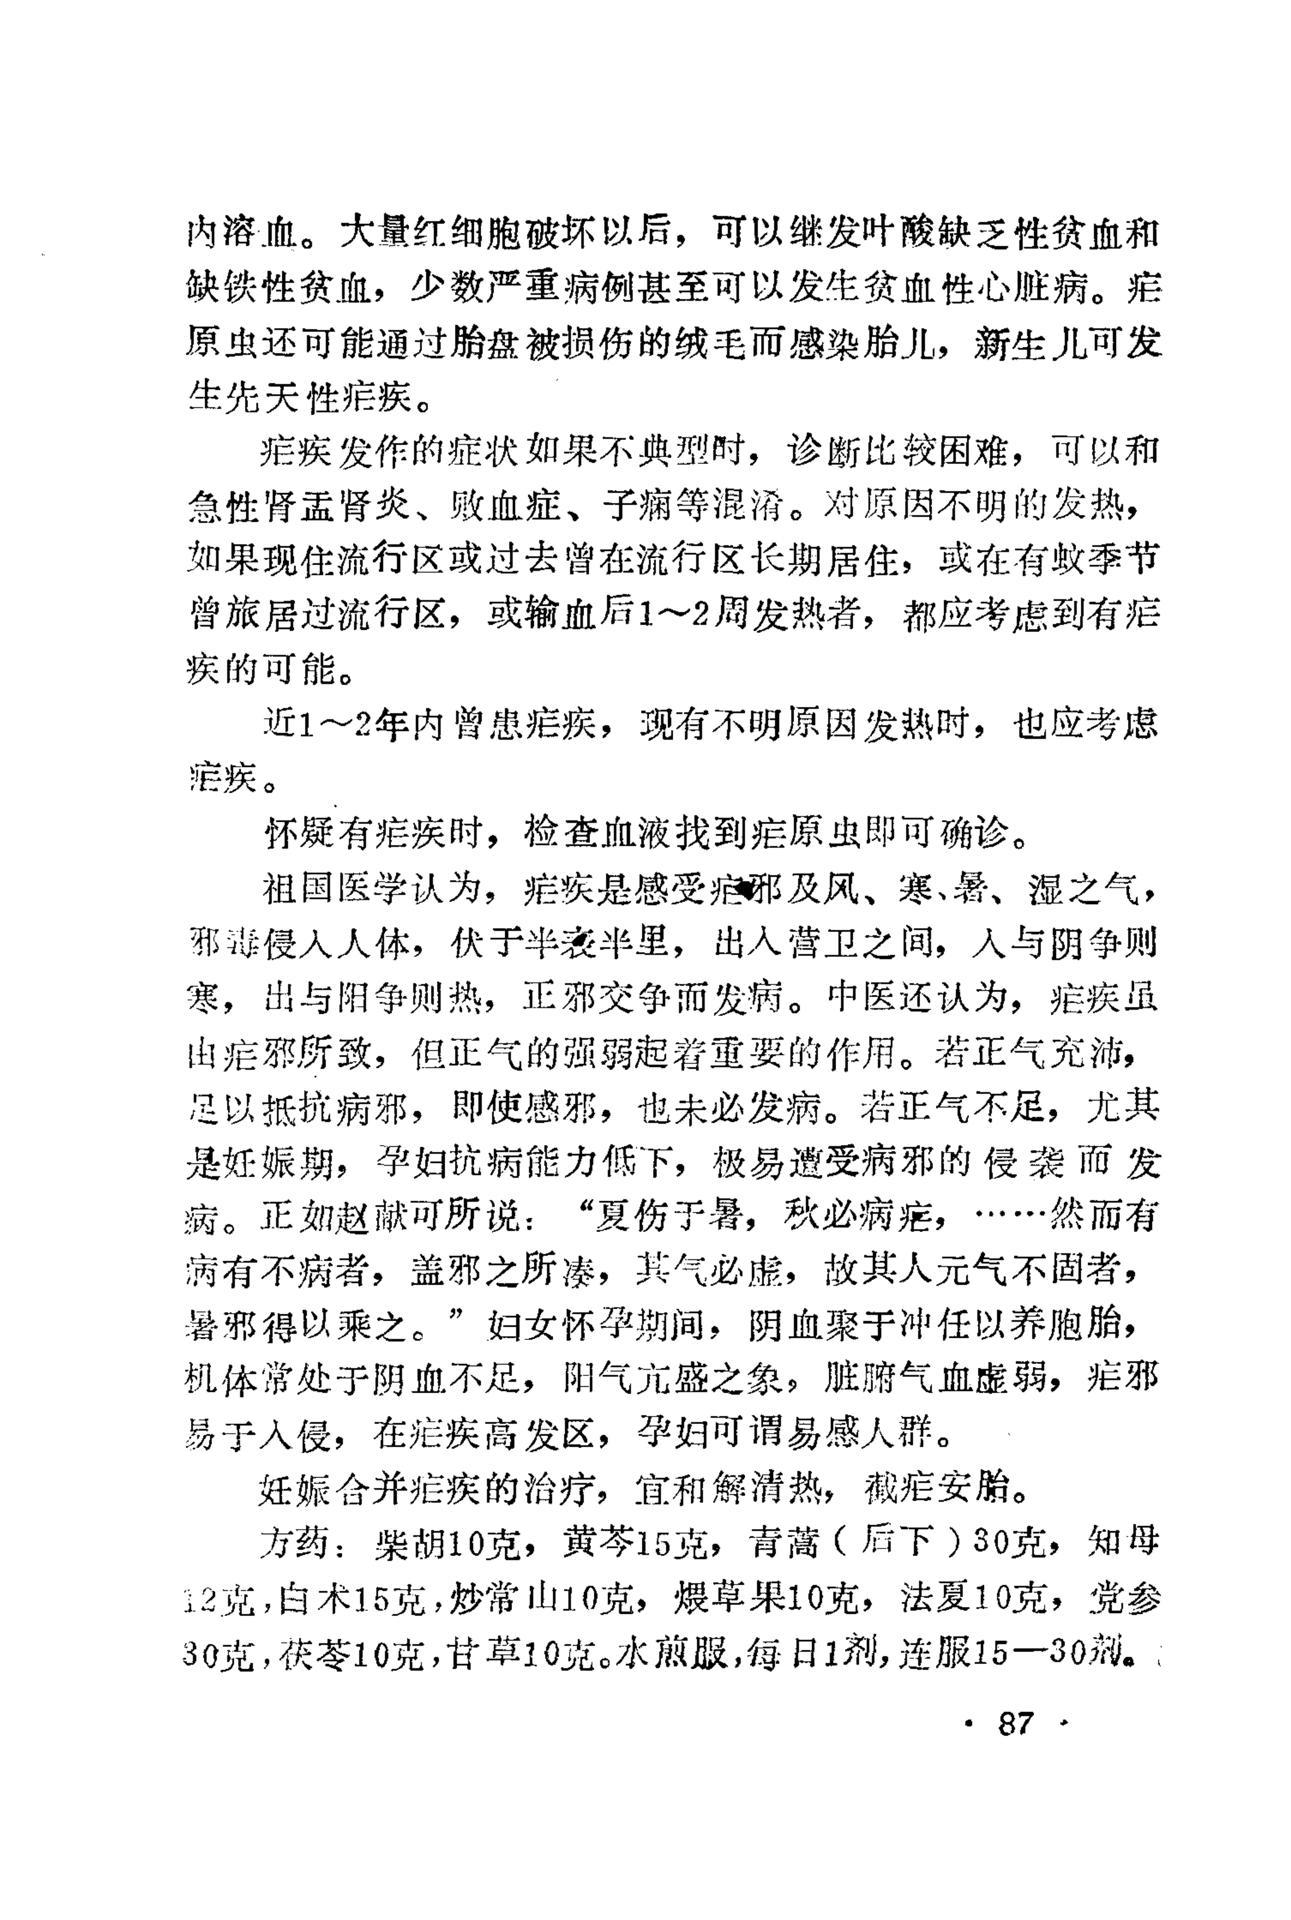 内溶血。大量红细胞破坏以后，可以继发叶酸缺乏性贫血和
缺铁性贫血，少数严重病例甚至可以发生贫血性心脏病。疟
原虫还可能通过胎盘被损伤的绒毛而感染胎儿，新生儿可发
生先天性疟疾。
疟疾发作的症状如果不典型时，诊断比较困难，可以和
急性肾盂肾炎、败血症、子痫等混淆。对原因不明的发热，
如果现住流行区或过去曾在流行区长期居住，或在有蚊季节
曾旅居过流行区，或输血后1～2周发热者，都应考虑到有疟
疾的可能。
近1～2年内曾患疟疾，现有不明原因发热时，也应考虑
疟疾。
怀疑有疟疾时，检查血液找到疟原虫即可确诊。
祖国医学认为，疟疾是感受疟邪及风、寒、暑、湿之气，
邪毒侵入人体，伏于半表半里，出入营卫之间，入与阴争则
寒，出与阳争则热，正邪交争而发病。中医还认为，疟疾虽
由疟邪所致，但正气的强弱起着重要的作用。若正气充沛，
足以抵抗病邪，即使感邪，也未必发病。若正气不足，尤其
是妊娠期，孕妇抗病能力低下，极易遭受病邪的侵袭而发
病。正如赵献可所说：“夏伤于暑，秋必病疟，……然而有
病有不病者，盖邪之所凑，其气必虚，故其人元气不固者，
暑邪得以乘之。”妇女怀孕期间，阴血聚于冲任以养胞胎，
机体常处于阴血不足，阳气亢盛之象，脏腑气血虚弱，疟邪
易于入侵，在疟疾高发区，孕妇可谓易感人群。
妊娠合并疟疾的治疗，宜和解清热，截疟安胎。
方药：柴胡10克，黄芩15克，青蒿（后下）30克，知母
12克，白术15克，炒常山10克，煨草果10克，法夏10克，党参
30克，茯苓10克，甘草10克。水煎服，每日1剂，连服15—30剂。
· 87 ·